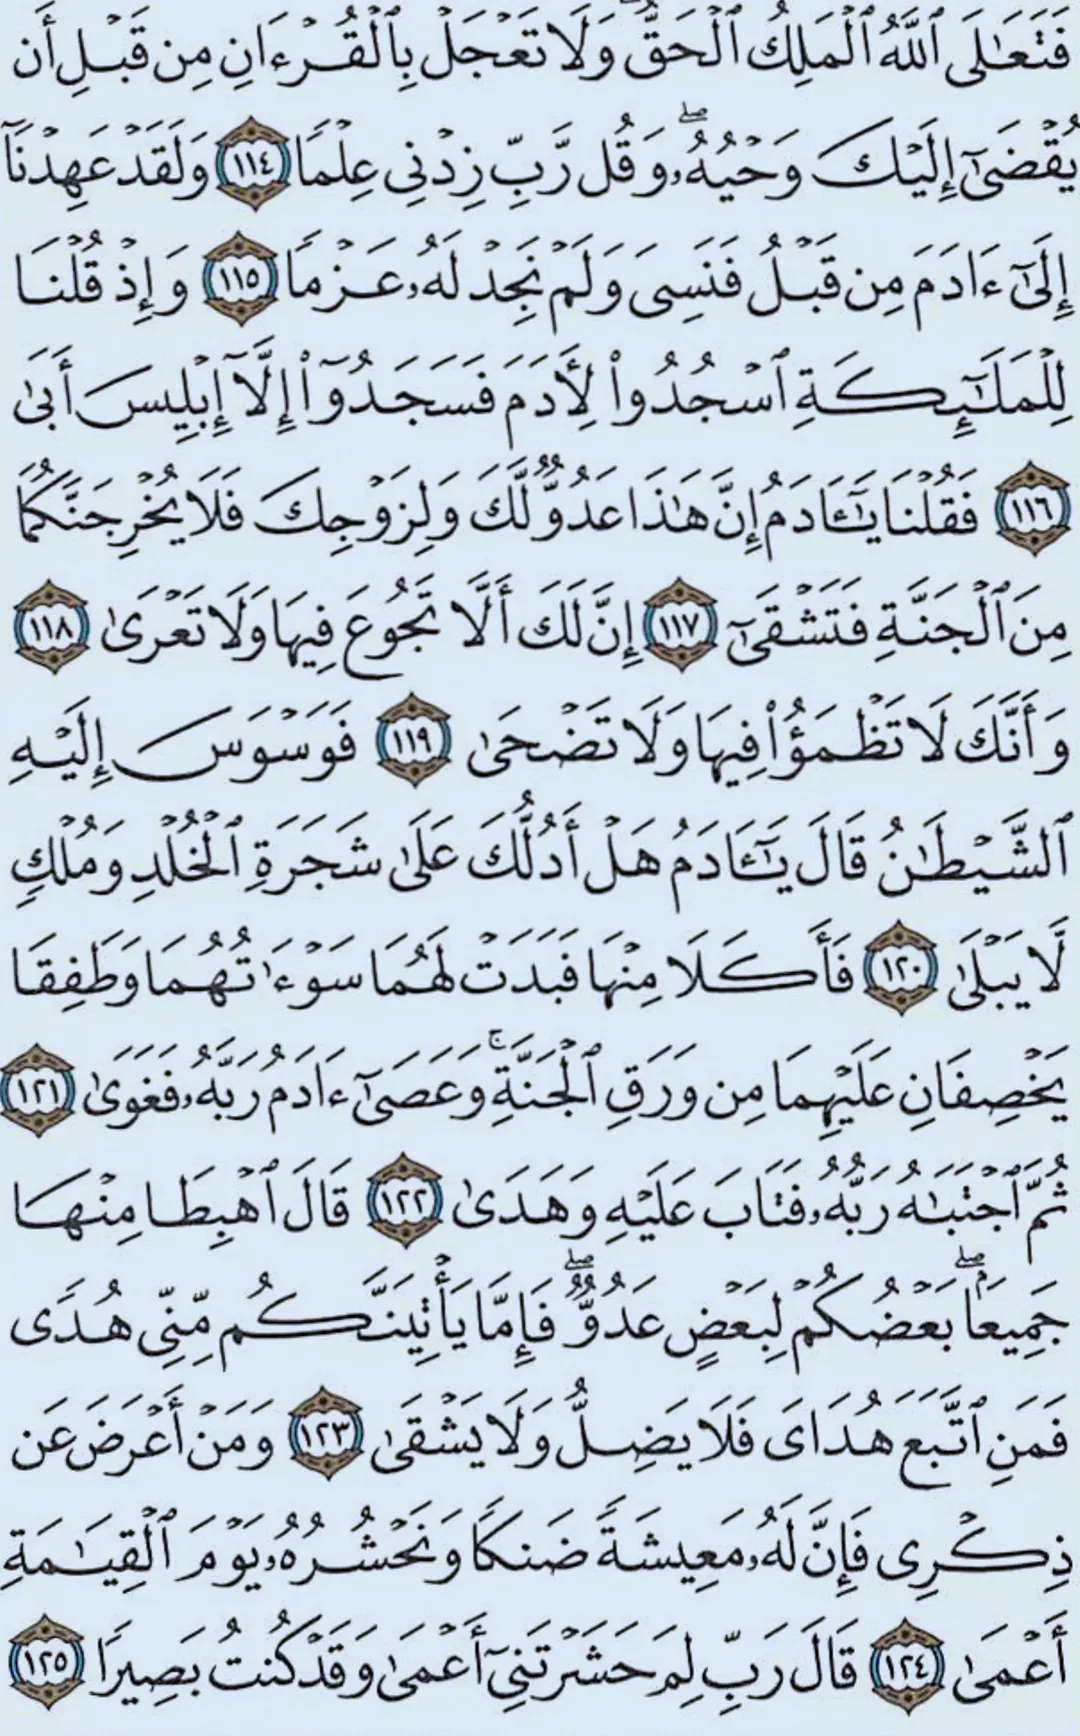 فَتَعَٰلَى ٱللَّهُ ٱلۡمَلِكُ ٱلۡحَقُّۗ وَلَا تَعۡجَلۡ بِٱلۡقُرۡءَانِ مِن قَبۡلِ أَن
يُقۡضَىٰٓ إِلَيۡكَ وَحۡيُهُۥۖ وَقُل رَّبِّ زِدۡنِي عِلۡمٗا ١١٤ وَلَقَدۡ عَهِدۡنَآ
إِلَىٰٓ ءَادَمَ مِن قَبۡلُ فَنَسِيَ وَلَمۡ نَجِدۡ لَهُۥ عَزۡمٗا ١١٥ وَإِذۡ قُلۡنَا
لِلۡمَلَٰٓئِكَةِ ٱسۡجُدُواْ لِأٓدَمَ فَسَجَدُوٓاْ إِلَّآ إِبۡلِيسَ أَبَىٰ
١١٦ فَقُلۡنَا يَٰٓـَٔادَمُ إِنَّ هَٰذَا عَدُوّٞ لَّكَ وَلِزَوۡجِكَ فَلَا يُخۡرِجَنَّكُمَا
مِنَ ٱلۡجَنَّةِ فَتَشۡقَىٰٓ ١١٧ إِنَّ لَكَ أَلَّا تَجُوعَ فِيهَا وَلَا تَعۡرَىٰ ١١٨
وَأَنَّكَ لَا تَظۡمَؤُاْ فِيهَا وَلَا تَضۡحَىٰ ١١٩ فَوَسۡوَسَ إِلَيۡهِ
ٱلشَّيۡطَٰنُ قَالَ يَٰٓـَٔادَمُ هَلۡ أَدُلُّكَ عَلَىٰ شَجَرَةِ ٱلۡخُلۡدِ وَمُلۡكٖ
لَّا يَبۡلَىٰ ١٢٠ فَأَكَلَا مِنۡهَا فَبَدَتۡ لَهُمَا سَوۡءَٰتُهُمَا وَطَفِقَا
يَخۡصِفَانِ عَلَيۡهِمَا مِن وَرَقِ ٱلۡجَنَّةِۚ وَعَصَىٰٓ ءَادَمُ رَبَّهُۥ فَغَوَىٰ ١٢١
ثُمَّ ٱجۡتَبَٰهُ رَبُّهُۥ فَتَابَ عَلَيۡهِ وَهَدَىٰ ١٢٢ قَالَ ٱهۡبِطَا مِنۡهَا
جَمِيعَۢاۖ بَعۡضُكُمۡ لِبَعۡضٍ عَدُوّٞۖ فَإِمَّا يَأۡتِيَنَّكُم مِّنِّي هُدٗى
فَمَنِ ٱتَّبَعَ هُدَايَ فَلَا يَضِلُّ وَلَا يَشۡقَىٰ ١٢٣ وَمَنۡ أَعۡرَضَ عَن
ذِكۡرِي فَإِنَّ لَهُۥ مَعِيشَةٗ ضَنكٗا وَنَحۡشُرُهُۥ يَوۡمَ ٱلۡقِيَٰمَةِ
أَعۡمَىٰ ١٢٤ قَالَ رَبِّ لِمَ حَشَرۡتَنِيٓ أَعۡمَىٰ وَقَدۡ كُنتُ بَصِيرٗا ١٢٥